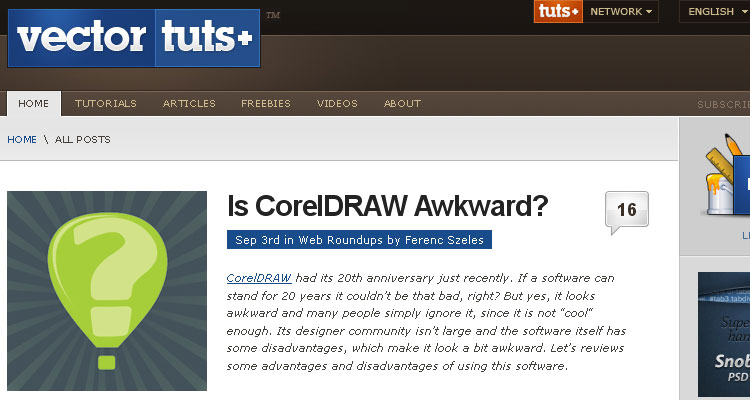 vector tuts+ ™
tuts+ NETWORK
ENGLISH
HOME TUTORIALS ARTICLES FREEBIES VIDEOS ABOUT
HOME \ ALL POSTS
Is CorelDRAW Awkward?
16
Sep 3rd in Web Roundups by Ferenc Szeles
CorelDRAW had its 20th anniversary just recently. If a software can
stand for 20 years it couldn't be that bad, right? But yes, it looks
awkward and many people simply ignore it, since it is not "cool"
enough. Its designer community isn't large and the software itself has
some disadvantages, which make it look a bit awkward. Let's reviews
some advantages and disadvantages of using this software.
?
PSD